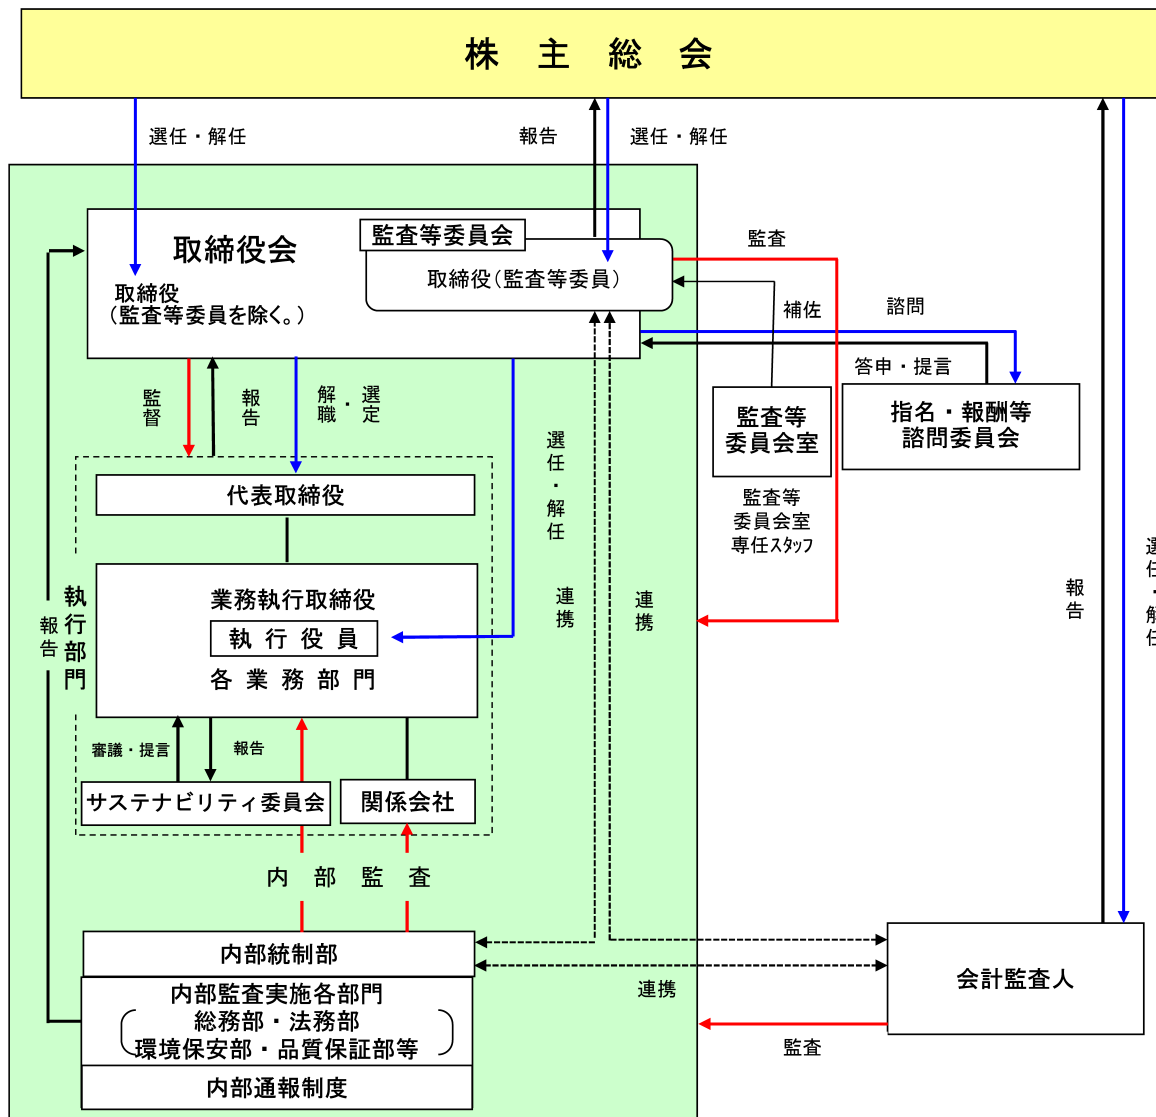 株主総会
選任・解任
報告
選任・解任
取締役会
監査等委員会
取締役（監査等委員）
取締役
（監査等委員を除く。）
監査
補佐
諮問
答申・提言
監督
報告
解職・選定
選任・解任
監査等
委員会室
指名・報酬等
諮問委員会
監査等
委員会室
専任スタッフ
代表取締役
業務執行取締役
執行役員
各業務部門
執行部門
報告
連携
連携
報告
選任・解任
審議・提言
報告
サステナビリティ委員会
関係会社
内部監査
内部統制部
内部監査実施各部門
総務部・法務部
環境保安部・品質保証部等
内部通報制度
連携
会計監査人
監査